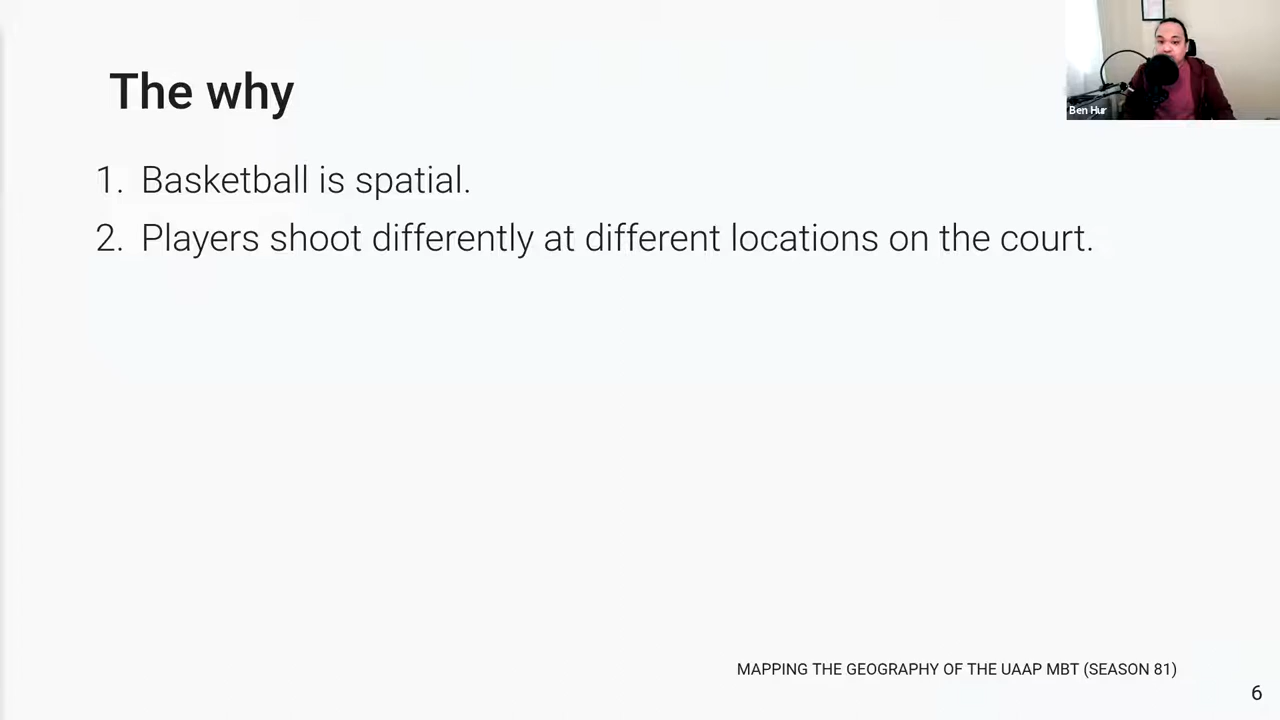 The why
Ben Hur
1. Basketball is spatial.
2. Players shoot differently at different locations on the court.
MAPPING THE GEOGRAPHY OF THE UAAP MBT (SEASON 81)
6